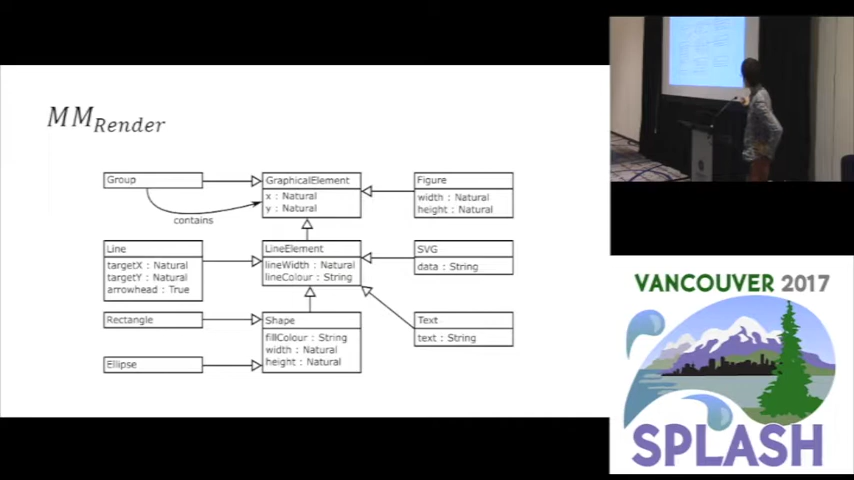 MM_Render
Group
GraphicalElement
x : Natural
y : Natural
Figure
width : Natural
height : Natural
contains
Line
targetX : Natural
targetY : Natural
arrowhead : True
LineElement
lineWidth : Natural
lineColour : String
SVG
data : String
Rectangle
Shape
fillColour : String
width : Natural
height : Natural
Text
text : String
Ellipse
VANCOUVER 2017
SPLASH